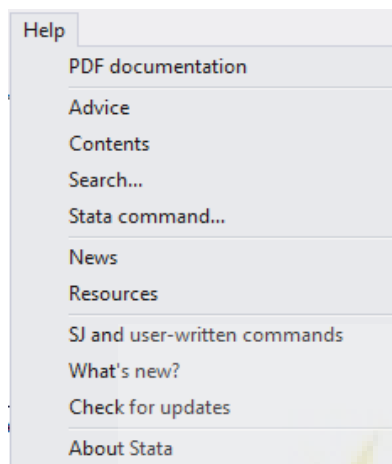 Help
PDF documentation
Advice
Contents
Search...
Stata command...
News
Resources
SJ and user-written commands
What's new?
Check for updates
About Stata